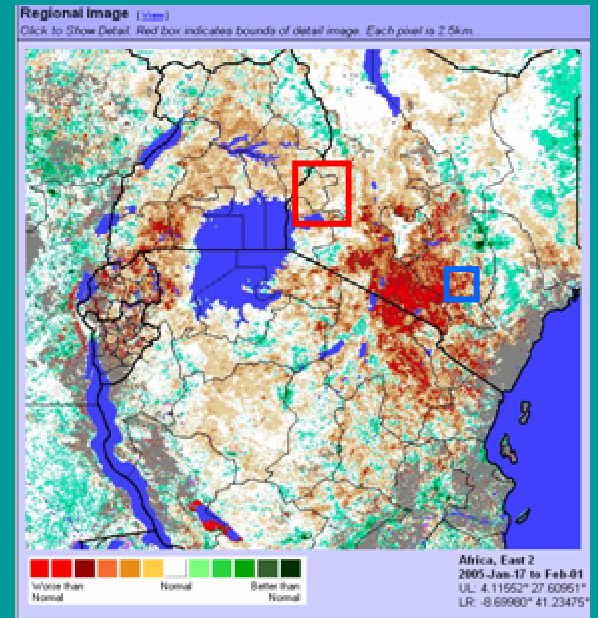 Regional Image (View)
Click to Show Detail. Red box indicates bounds of detail image. Each pixel is 2.5km..
Worse than
Normal
Normal
Better than
Normal
Africa, East 2
2005-Jan-17 to Feb-01
UL: 4.11552° 27.60951°
LR: -8.69980° 41.23475°